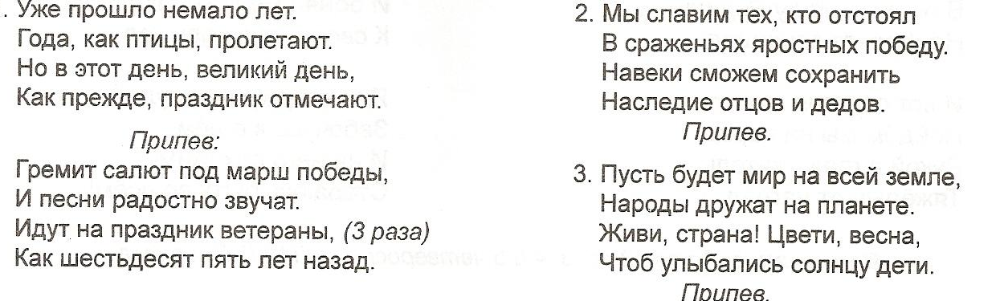 . Уже прошло немало лет.
Года, как птицы, пролетают.
Но в этот день, великий день,
Как прежде, праздник отмечают.
Припев:
Гремит салют под марш победы,
И песни радостно звучат.
Идут на праздник ветераны, (3 раза)
Как шестьдесят пять лет назад.
2. Мы славим тех, кто отстоял
В сраженьях яростных победу.
Навеки сможем сохранить
Наследие отцов и дедов.
Припев.
3. Пусть будет мир на всей земле,
Народы дружат на планете.
Живи, страна! Цвети, весна,
Чтоб улыбались солнцу дети.
Припев.